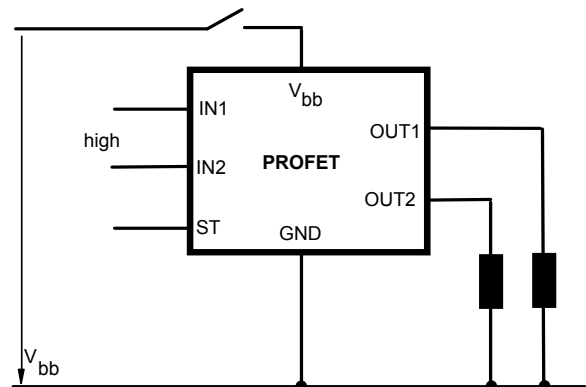 V_bb
IN1
OUT1
high
IN2
PROFET
OUT2
ST
GND
V_bb